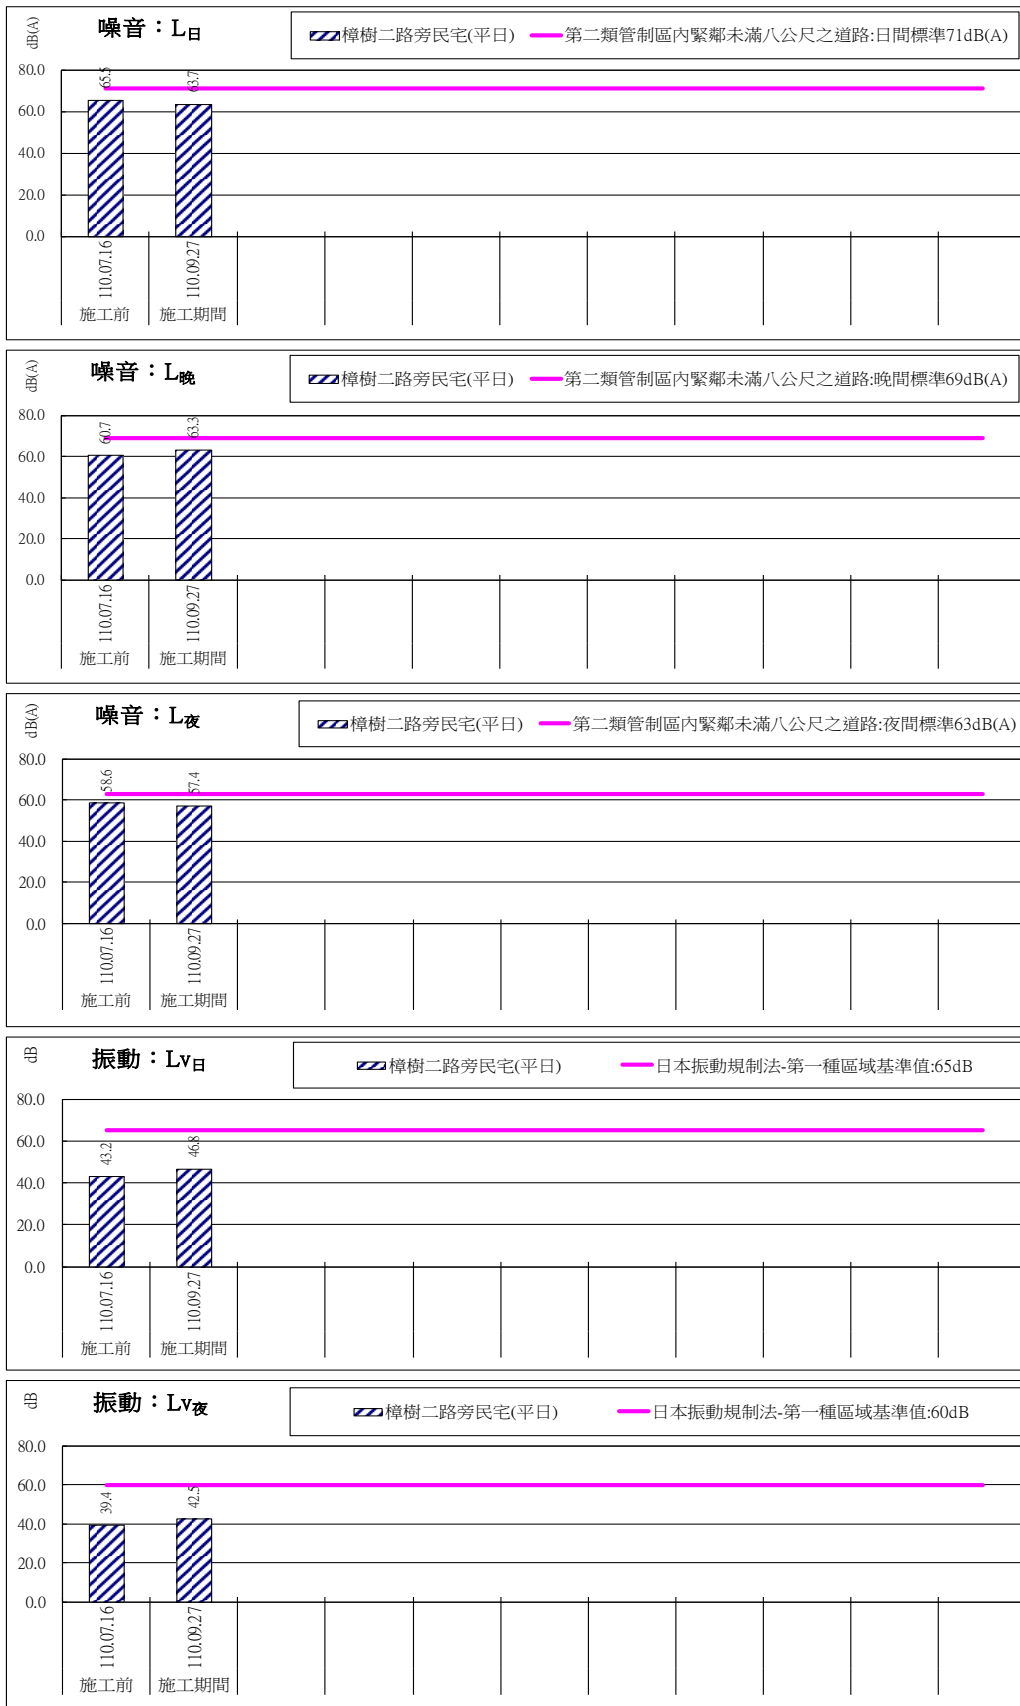 dB(A)
噪音：L日
樟樹二路旁民宅(平日)
第二類管制區內緊鄰未滿八公尺之道路:日間標準71dB(A)
80.0
60.0
40.0
20.0
0.0
65.5
63.7
110.07.16
110.09.27
施工前
施工期間
dB(A)
噪音：L晚
樟樹二路旁民宅(平日)
第二類管制區內緊鄰未滿八公尺之道路:晚間標準69dB(A)
80.0
60.0
40.0
20.0
0.0
60.7
63.3
110.07.16
110.09.27
施工前
施工期間
dB(A)
噪音：L夜
樟樹二路旁民宅(平日)
第二類管制區內緊鄰未滿八公尺之道路:夜間標準63dB(A)
80.0
60.0
40.0
20.0
0.0
58.6
57.4
110.07.16
110.09.27
施工前
施工期間
dB
振動：Lv日
樟樹二路旁民宅(平日)
日本振動規制法-第一種區域基準值:65dB
80.0
60.0
40.0
20.0
0.0
43.2
46.8
110.07.16
110.09.27
施工前
施工期間
dB
振動：Lv夜
樟樹二路旁民宅(平日)
日本振動規制法-第一種區域基準值:60dB
80.0
60.0
40.0
20.0
0.0
39.4
42.5
110.07.16
110.09.27
施工前
施工期間